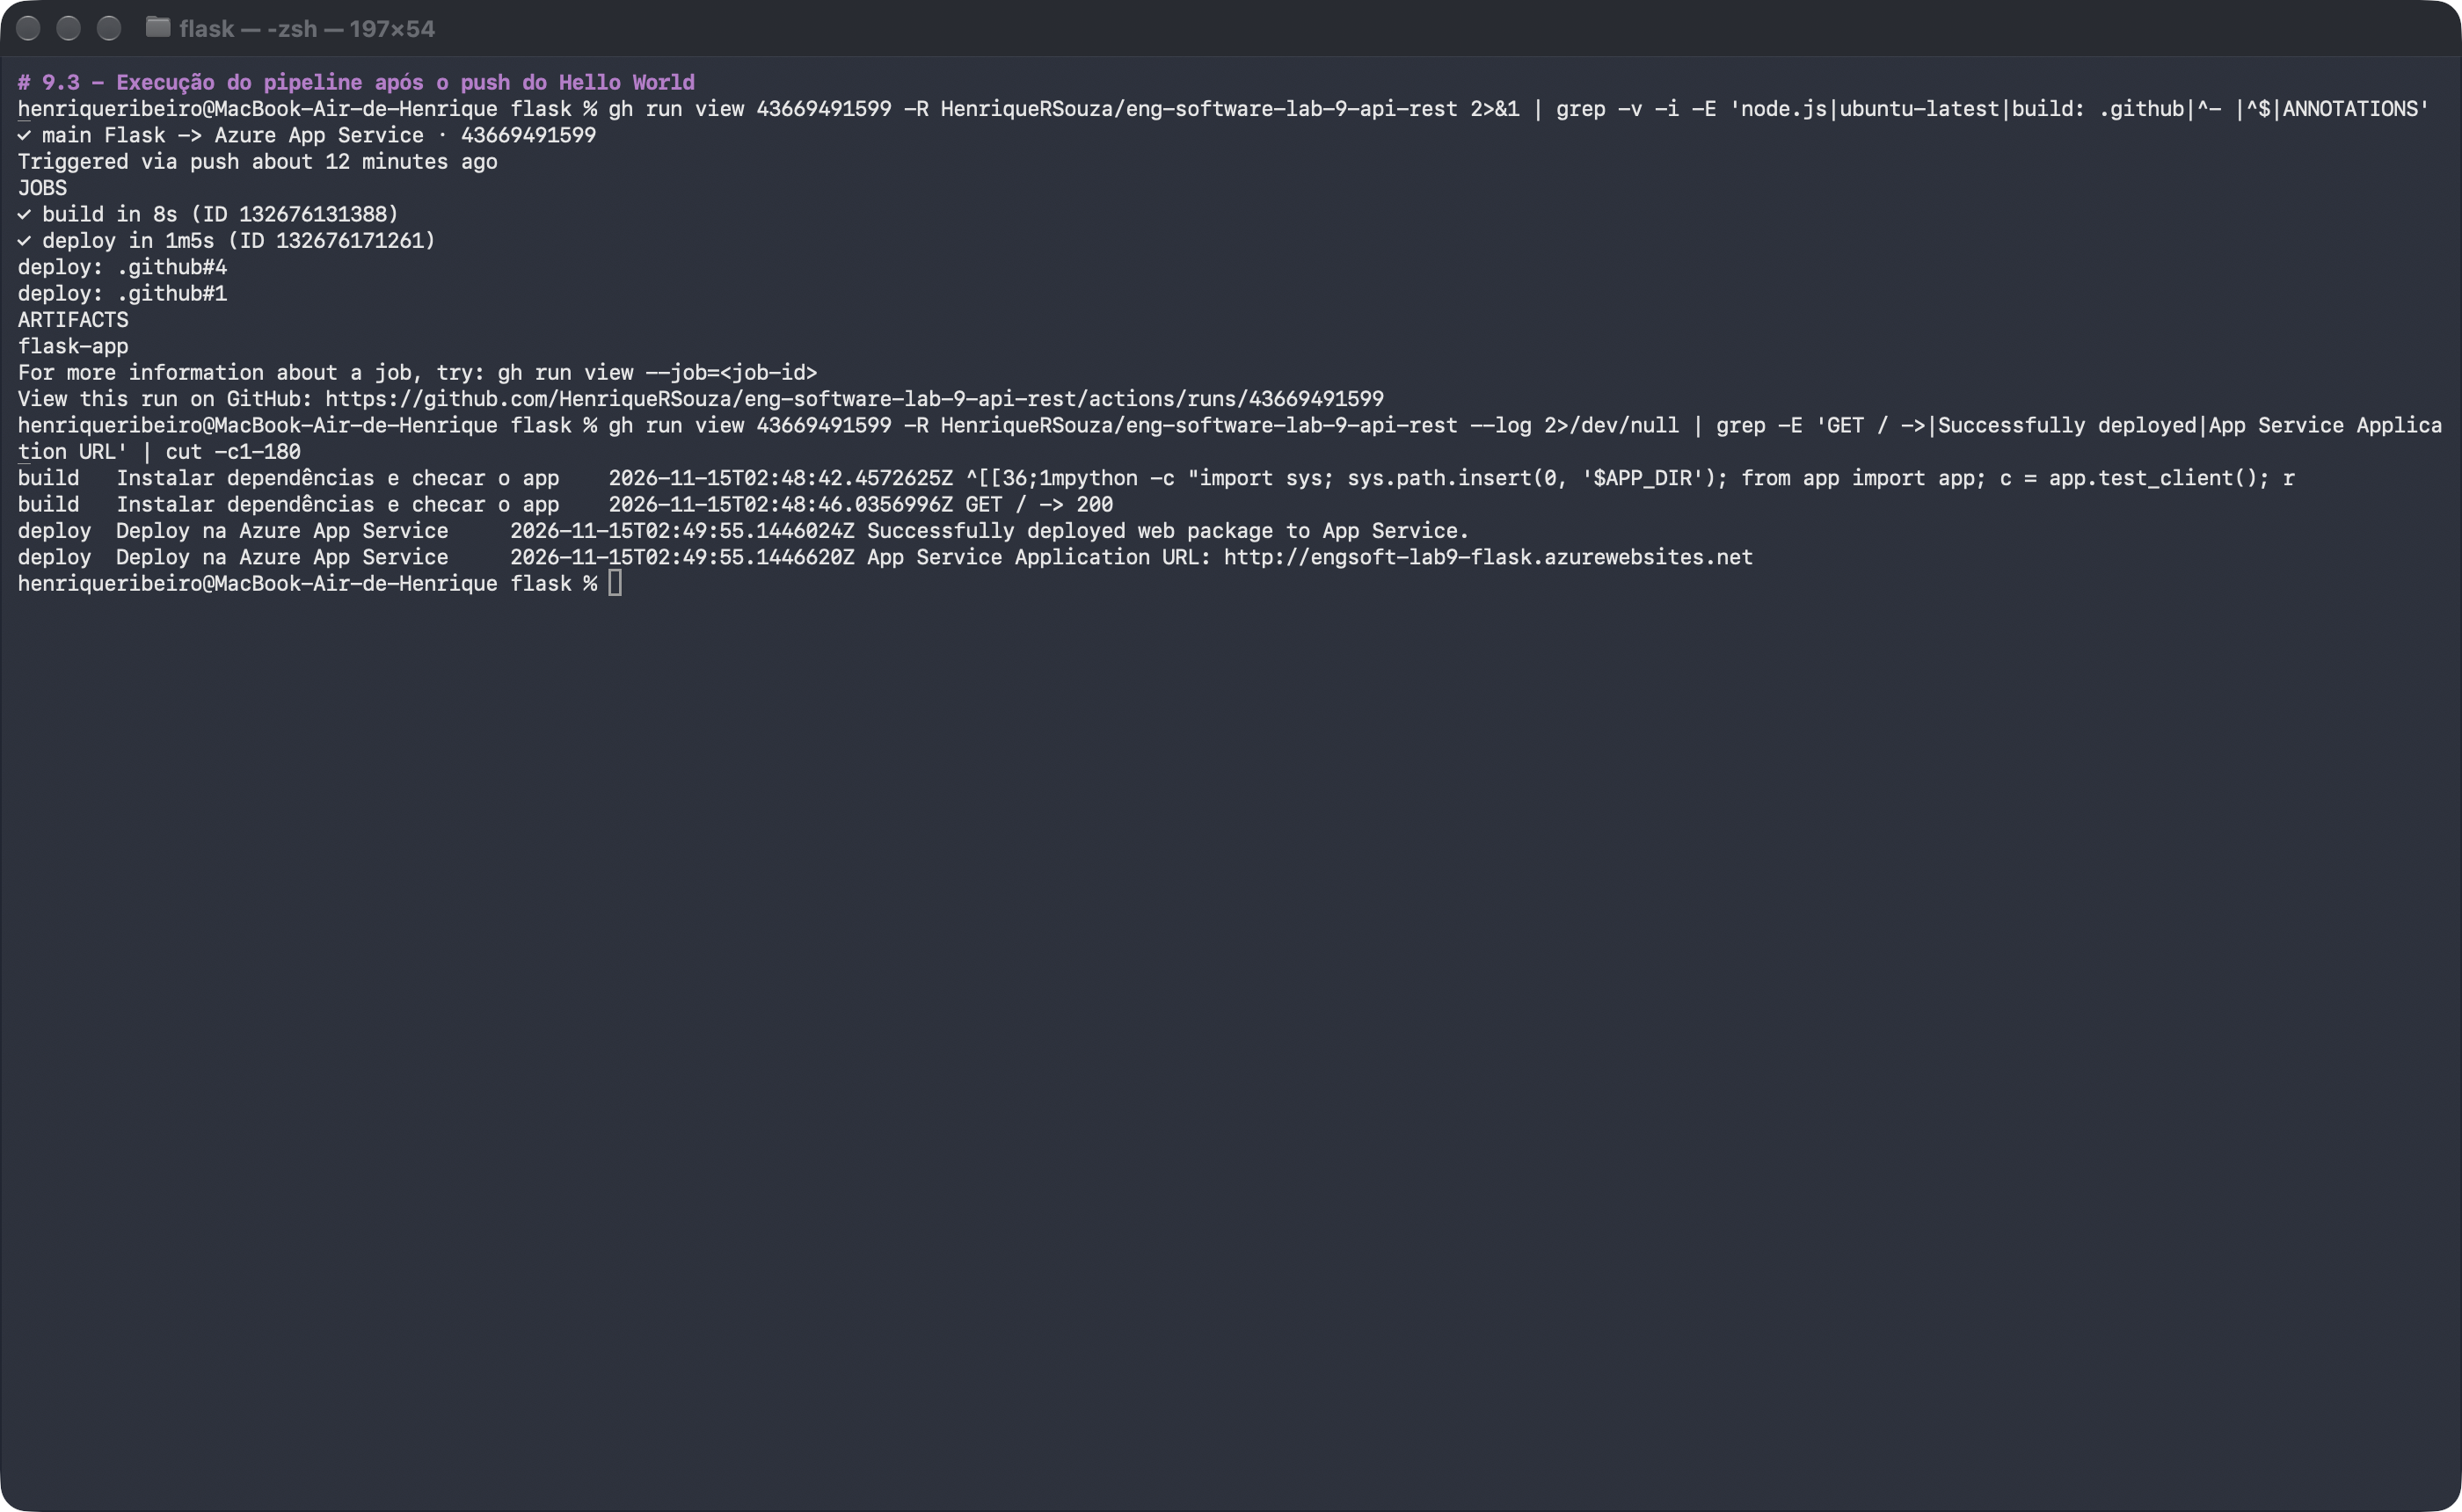 flask — -zsh — 197×54
# 9.3 - Execução do pipeline após o push do Hello World
henriqueribeiro@MacBook-Air-de-Henrique flask % gh run view 43669491599 -R HenriqueRSouza/eng-software-lab-9-api-rest 2>&1 | grep -v -i -E 'node.js|ubuntu-latest|build: .github|^- |^$|ANNOTATIONS'
✓ main Flask -> Azure App Service · 43669491599
Triggered via push about 12 minutes ago
JOBS
✓ build in 8s (ID 132676131388)
✓ deploy in 1m5s (ID 132676171261)
deploy: .github#4
deploy: .github#1
ARTIFACTS
flask-app
For more information about a job, try: gh run view --job=<job-id>
View this run on GitHub: https://github.com/HenriqueRSouza/eng-software-lab-9-api-rest/actions/runs/43669491599
henriqueribeiro@MacBook-Air-de-Henrique flask % gh run view 43669491599 -R HenriqueRSouza/eng-software-lab-9-api-rest --log 2>/dev/null | grep -E 'GET / ->|Successfully deployed|App Service Applica
tion URL' | cut -c1-180
build   Instalar dependências e checar o app    2026-11-15T02:48:42.4572625Z ^[[36;1mpython -c "import sys; sys.path.insert(0, '$APP_DIR'); from app import app; c = app.test_client(); r
build   Instalar dependências e checar o app    2026-11-15T02:48:46.0356996Z GET / -> 200
deploy  Deploy na Azure App Service     2026-11-15T02:49:55.1446024Z Successfully deployed web package to App Service.
deploy  Deploy na Azure App Service     2026-11-15T02:49:55.1446620Z App Service Application URL: http://engsoft-lab9-flask.azurewebsites.net
henriqueribeiro@MacBook-Air-de-Henrique flask %